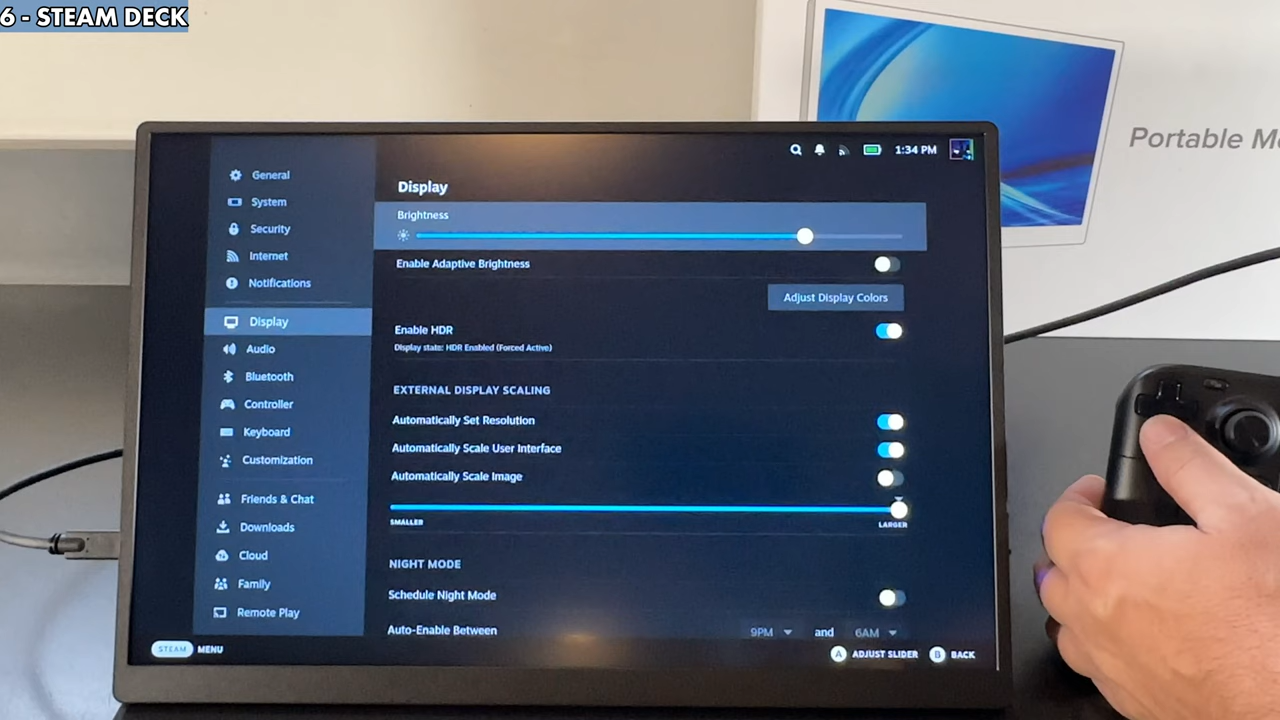 6 - STEAM DECK
Portable Mo
1:34 PM
General
System
Security
Internet
Notifications
Display
Audio
Bluetooth
Controller
Keyboard
Customization
Friends & Chat
Downloads
Cloud
Family
Remote Play
Display
Brightness
Enable Adaptive Brightness
Adjust Display Colors
Enable HDR
Display state: HDR Enabled (Forced Active)
EXTERNAL DISPLAY SCALING
Automatically Set Resolution
Automatically Scale User Interface
Automatically Scale Image
SMALLER LARGER
NIGHT MODE
Schedule Night Mode
Auto-Enable Between 9PM and 6AM
STEAM MENU A ADJUST SLIDER B BACK